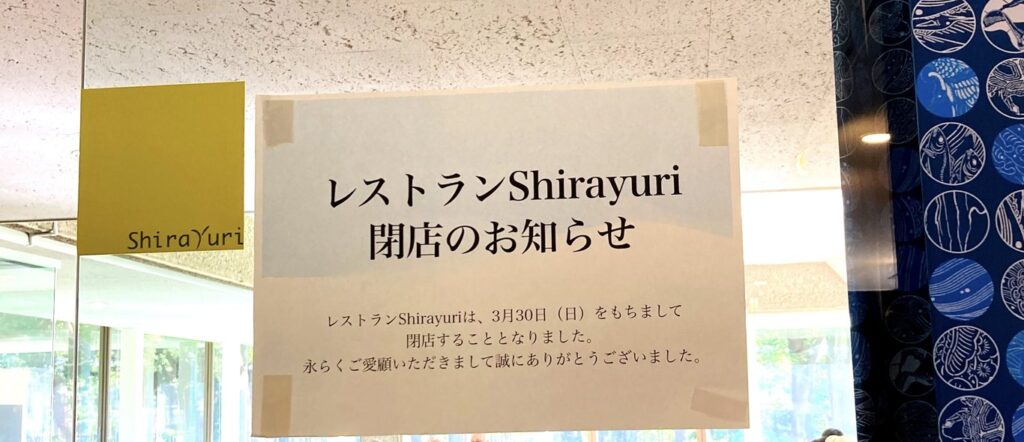 ShiraYuri
レストランShirayuri
閉店のお知らせ
レストランShirayuriは、3月30日（日）をもちまして
閉店することとなりました。
永らくご愛顧いただきまして誠にありがとうございました。